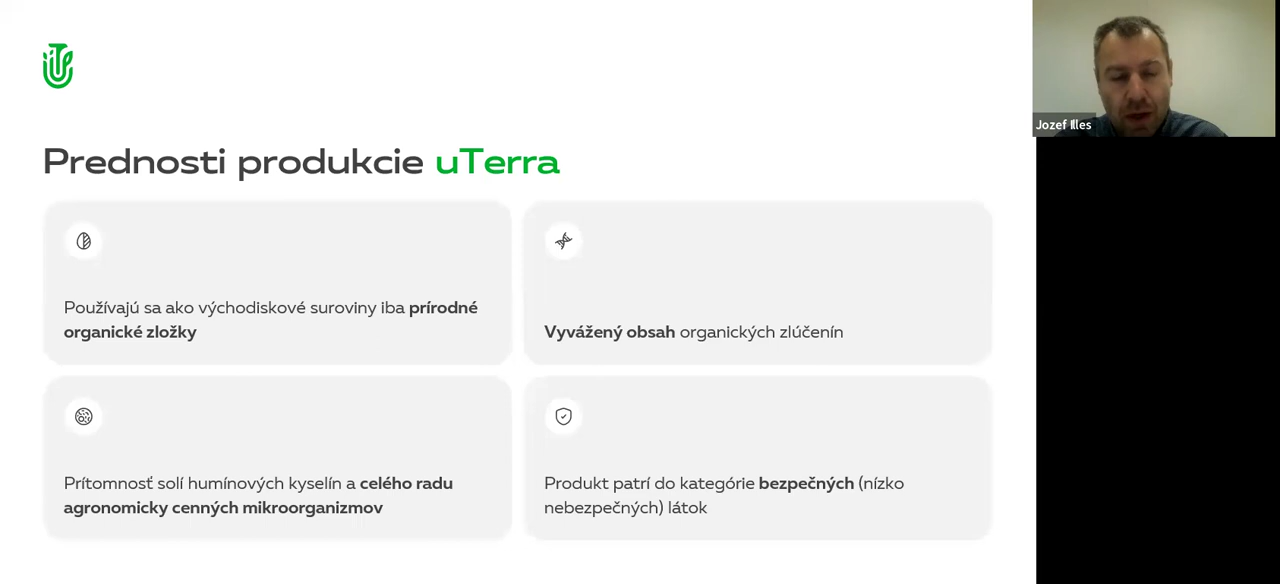 Prednosti produkcie uTerra
Používajú sa ako východiskové suroviny iba prírodné
organické zložky
Vyvážený obsah organických zlúčenín
Prítomnosť solí humínových kyselín a celého radu
agronomicky cenných mikroorganizmov
Produkt patrí do kategórie bezpečných (nízko
nebezpečných) látok
Jozef Illes